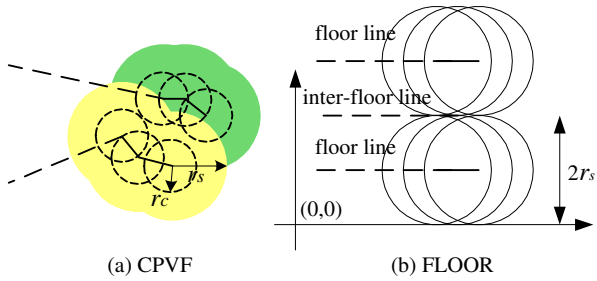 floor line
inter-floor line
floor line
2rs
(0,0)
rs
rc
(a) CPVF
(b) FLOOR